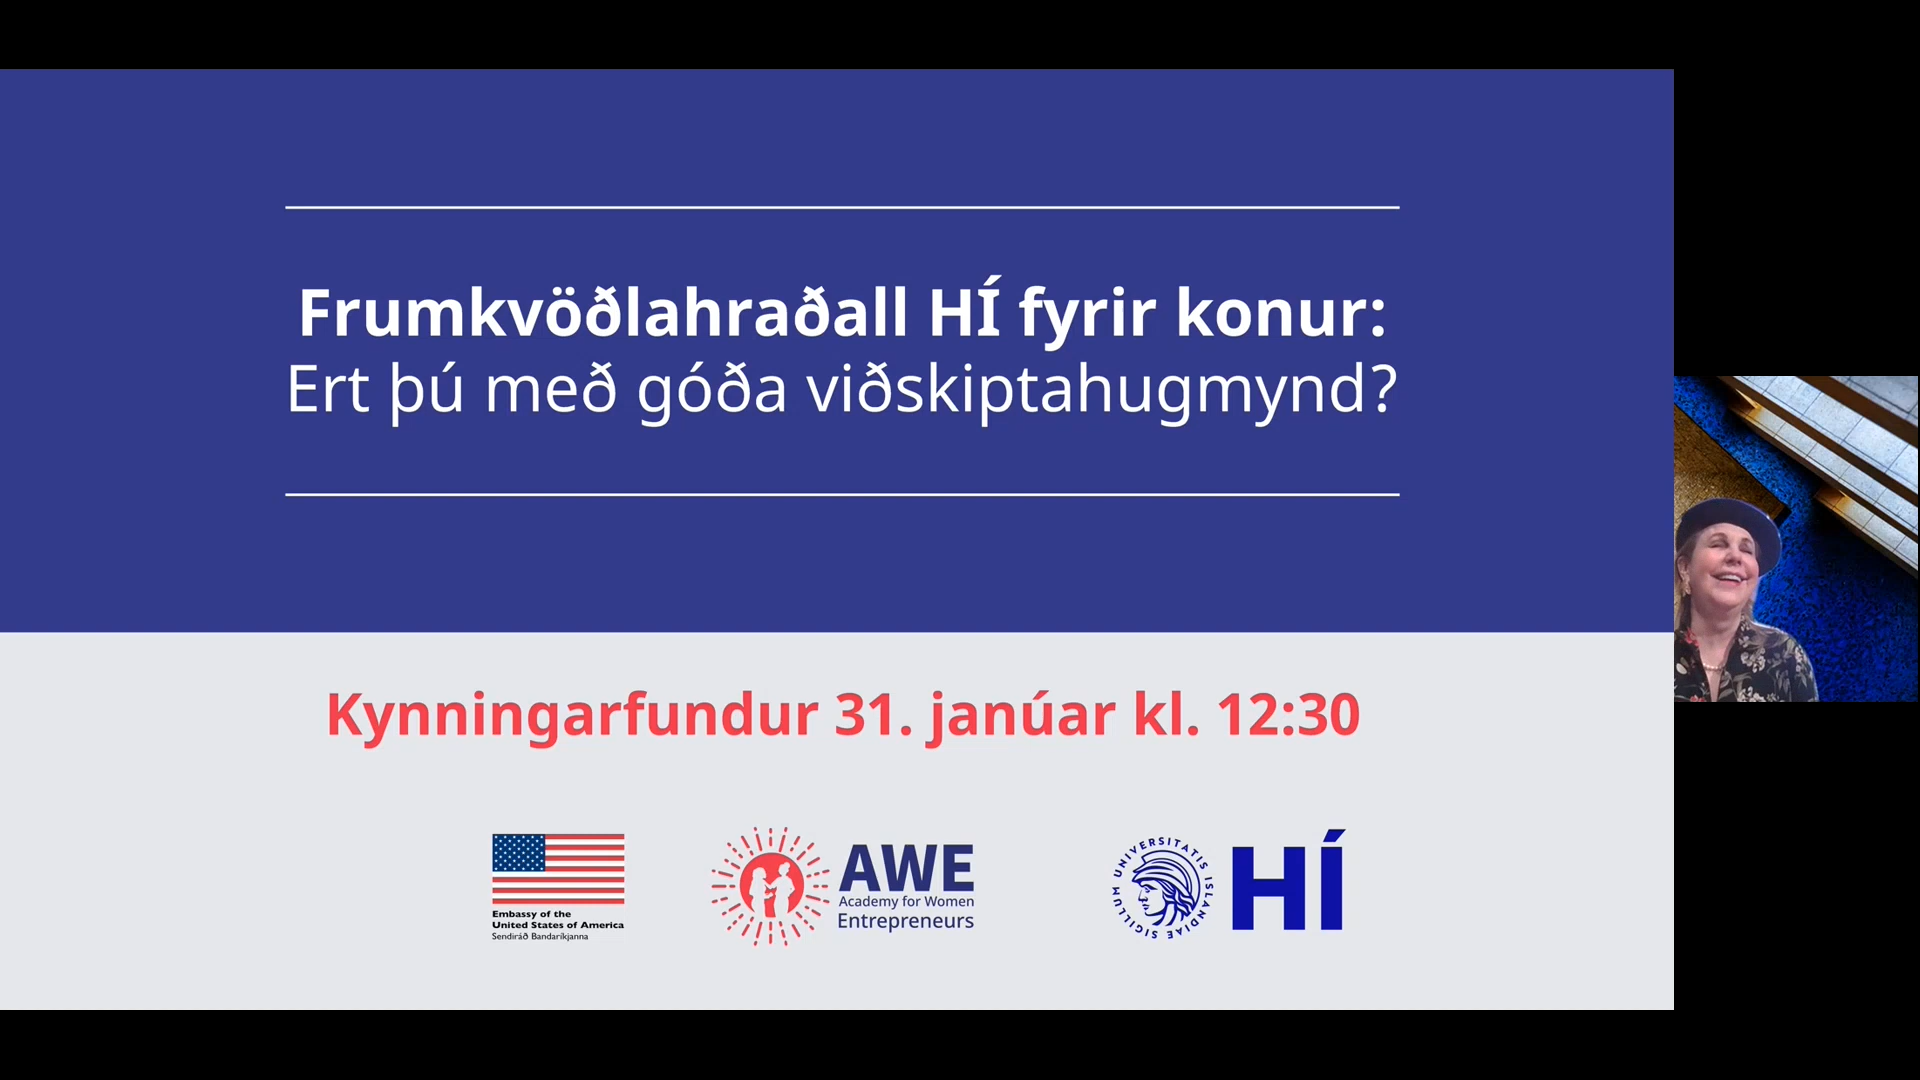 Frumkvöðlahraðall HÍ fyrir konur:
Ert þú með góða viðskiptahugmynd?
Kynningarfundur 31. janúar kl. 12:30
Embassy of the
United States of America
Sendiráð Bandaríkjanna
AWE
Academy for Women
Entrepreneurs
UNIVERSITATIS ISLANDIAE SIGILLUM
HÍ